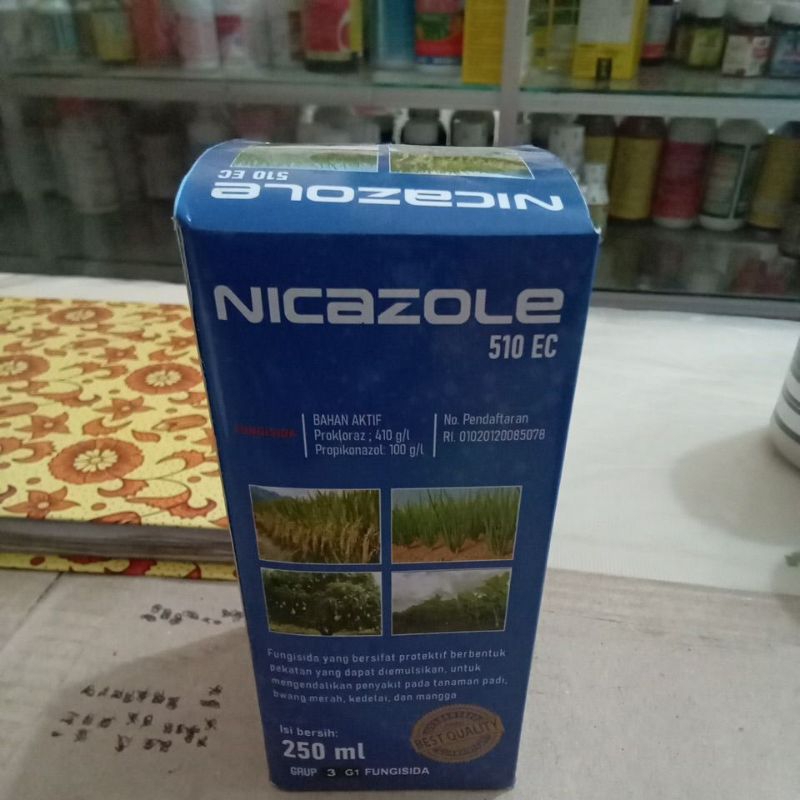 NICAZOLE
510 EC
NICAZOLE
510 EC
FUNGISIDA
BAHAN AKTIF
Prokloraz ; 410 g/l
Propikonazol: 100 g/l
No. Pendaftaran
RI. 01020120085078
Fungisida yang bersifat protektif berbentuk
pekatan yang dapat diemulsikan, untuk
mengendalikan penyakit pada tanaman padi,
bwang merah, kedelai, dan mangga
Isi bersih:
250 ml
BEST QUALITY
GRUP 3 G1 FUNGISIDA